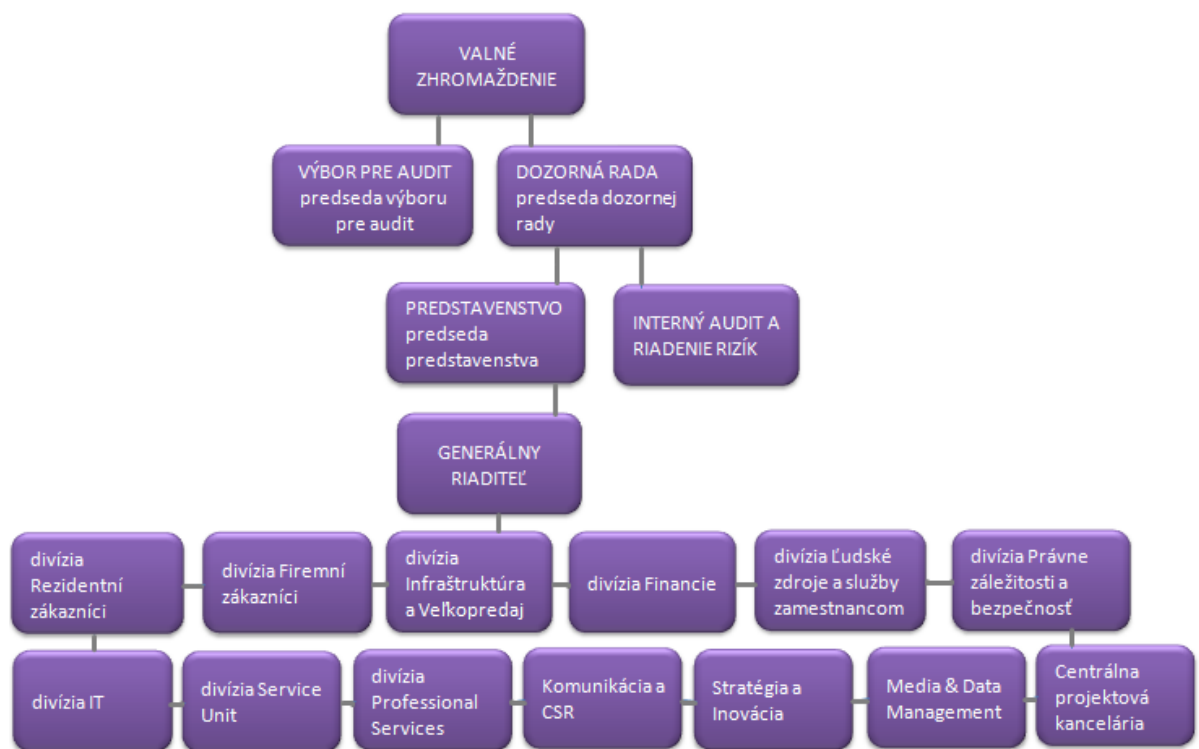 VALNÉ
ZHROMAŽDENIE
VÝBOR PRE AUDIT
predseda výboru
pre audit
DOZORNÁ RADA
predseda dozornej
rady
PREDSTAVENSTVO
predseda
predstavenstva
INTERNÝ AUDIT A
RIADENIE RIZÍK
GENERÁLNY
RIADITEĽ
divízia
Rezidentní
zákazníci
divízia Firemní
zákazníci
divízia
Infraštruktúra
a Veľkopredaj
divízia Financie
divízia Ľudské
zdroje a služby
zamestnancom
divízia Právne
záležitosti a
bezpečnosť
divízia IT
divízia Service
Unit
divízia
Professional
Services
Komunikácia a
CSR
Stratégia a
Inovácia
Media & Data
Management
Centrálna
projektová
kancelária